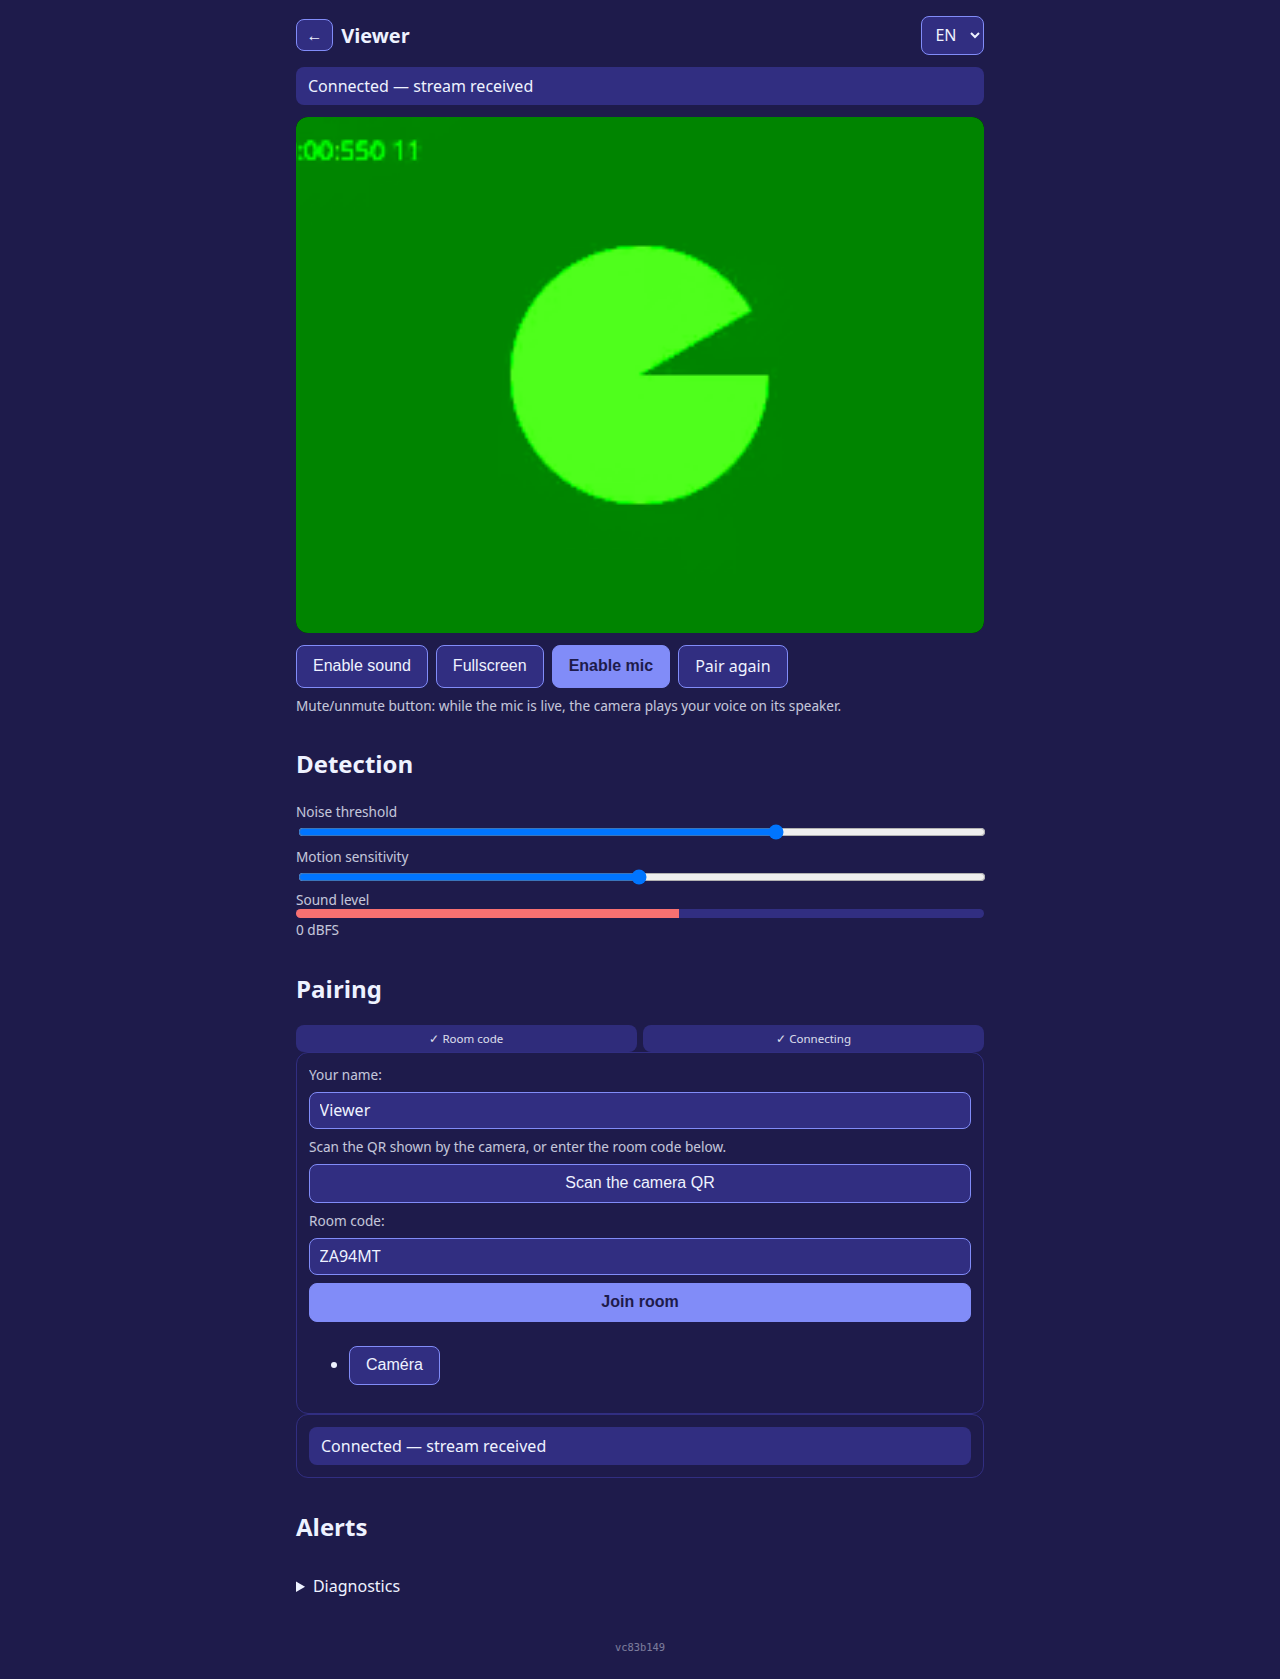 ← Viewer EN
Connected — stream received
:00:550 11
Enable sound Fullscreen Enable mic Pair again
Mute/unmute button: while the mic is live, the camera plays your voice on its speaker.
Detection
Noise threshold
Motion sensitivity
Sound level
0 dBFS
Pairing
✓ Room code ✓ Connecting
Your name:
Viewer
Scan the QR shown by the camera, or enter the room code below.
Scan the camera QR
Room code:
ZA94MT
Join room
• Caméra
Connected — stream received
Alerts
▶ Diagnostics
vc83b149